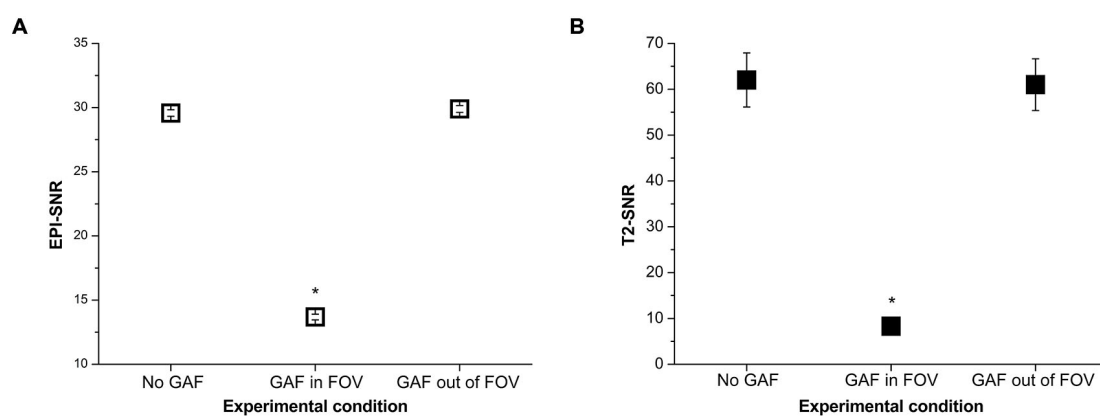 A
EPI-SNR
35
30
25
20
15
10
*
No GAF
GAF in FOV
GAF out of FOV
Experimental condition
B
T2-SNR
70
60
50
40
30
20
10
0
*
No GAF
GAF in FOV
GAF out of FOV
Experimental condition